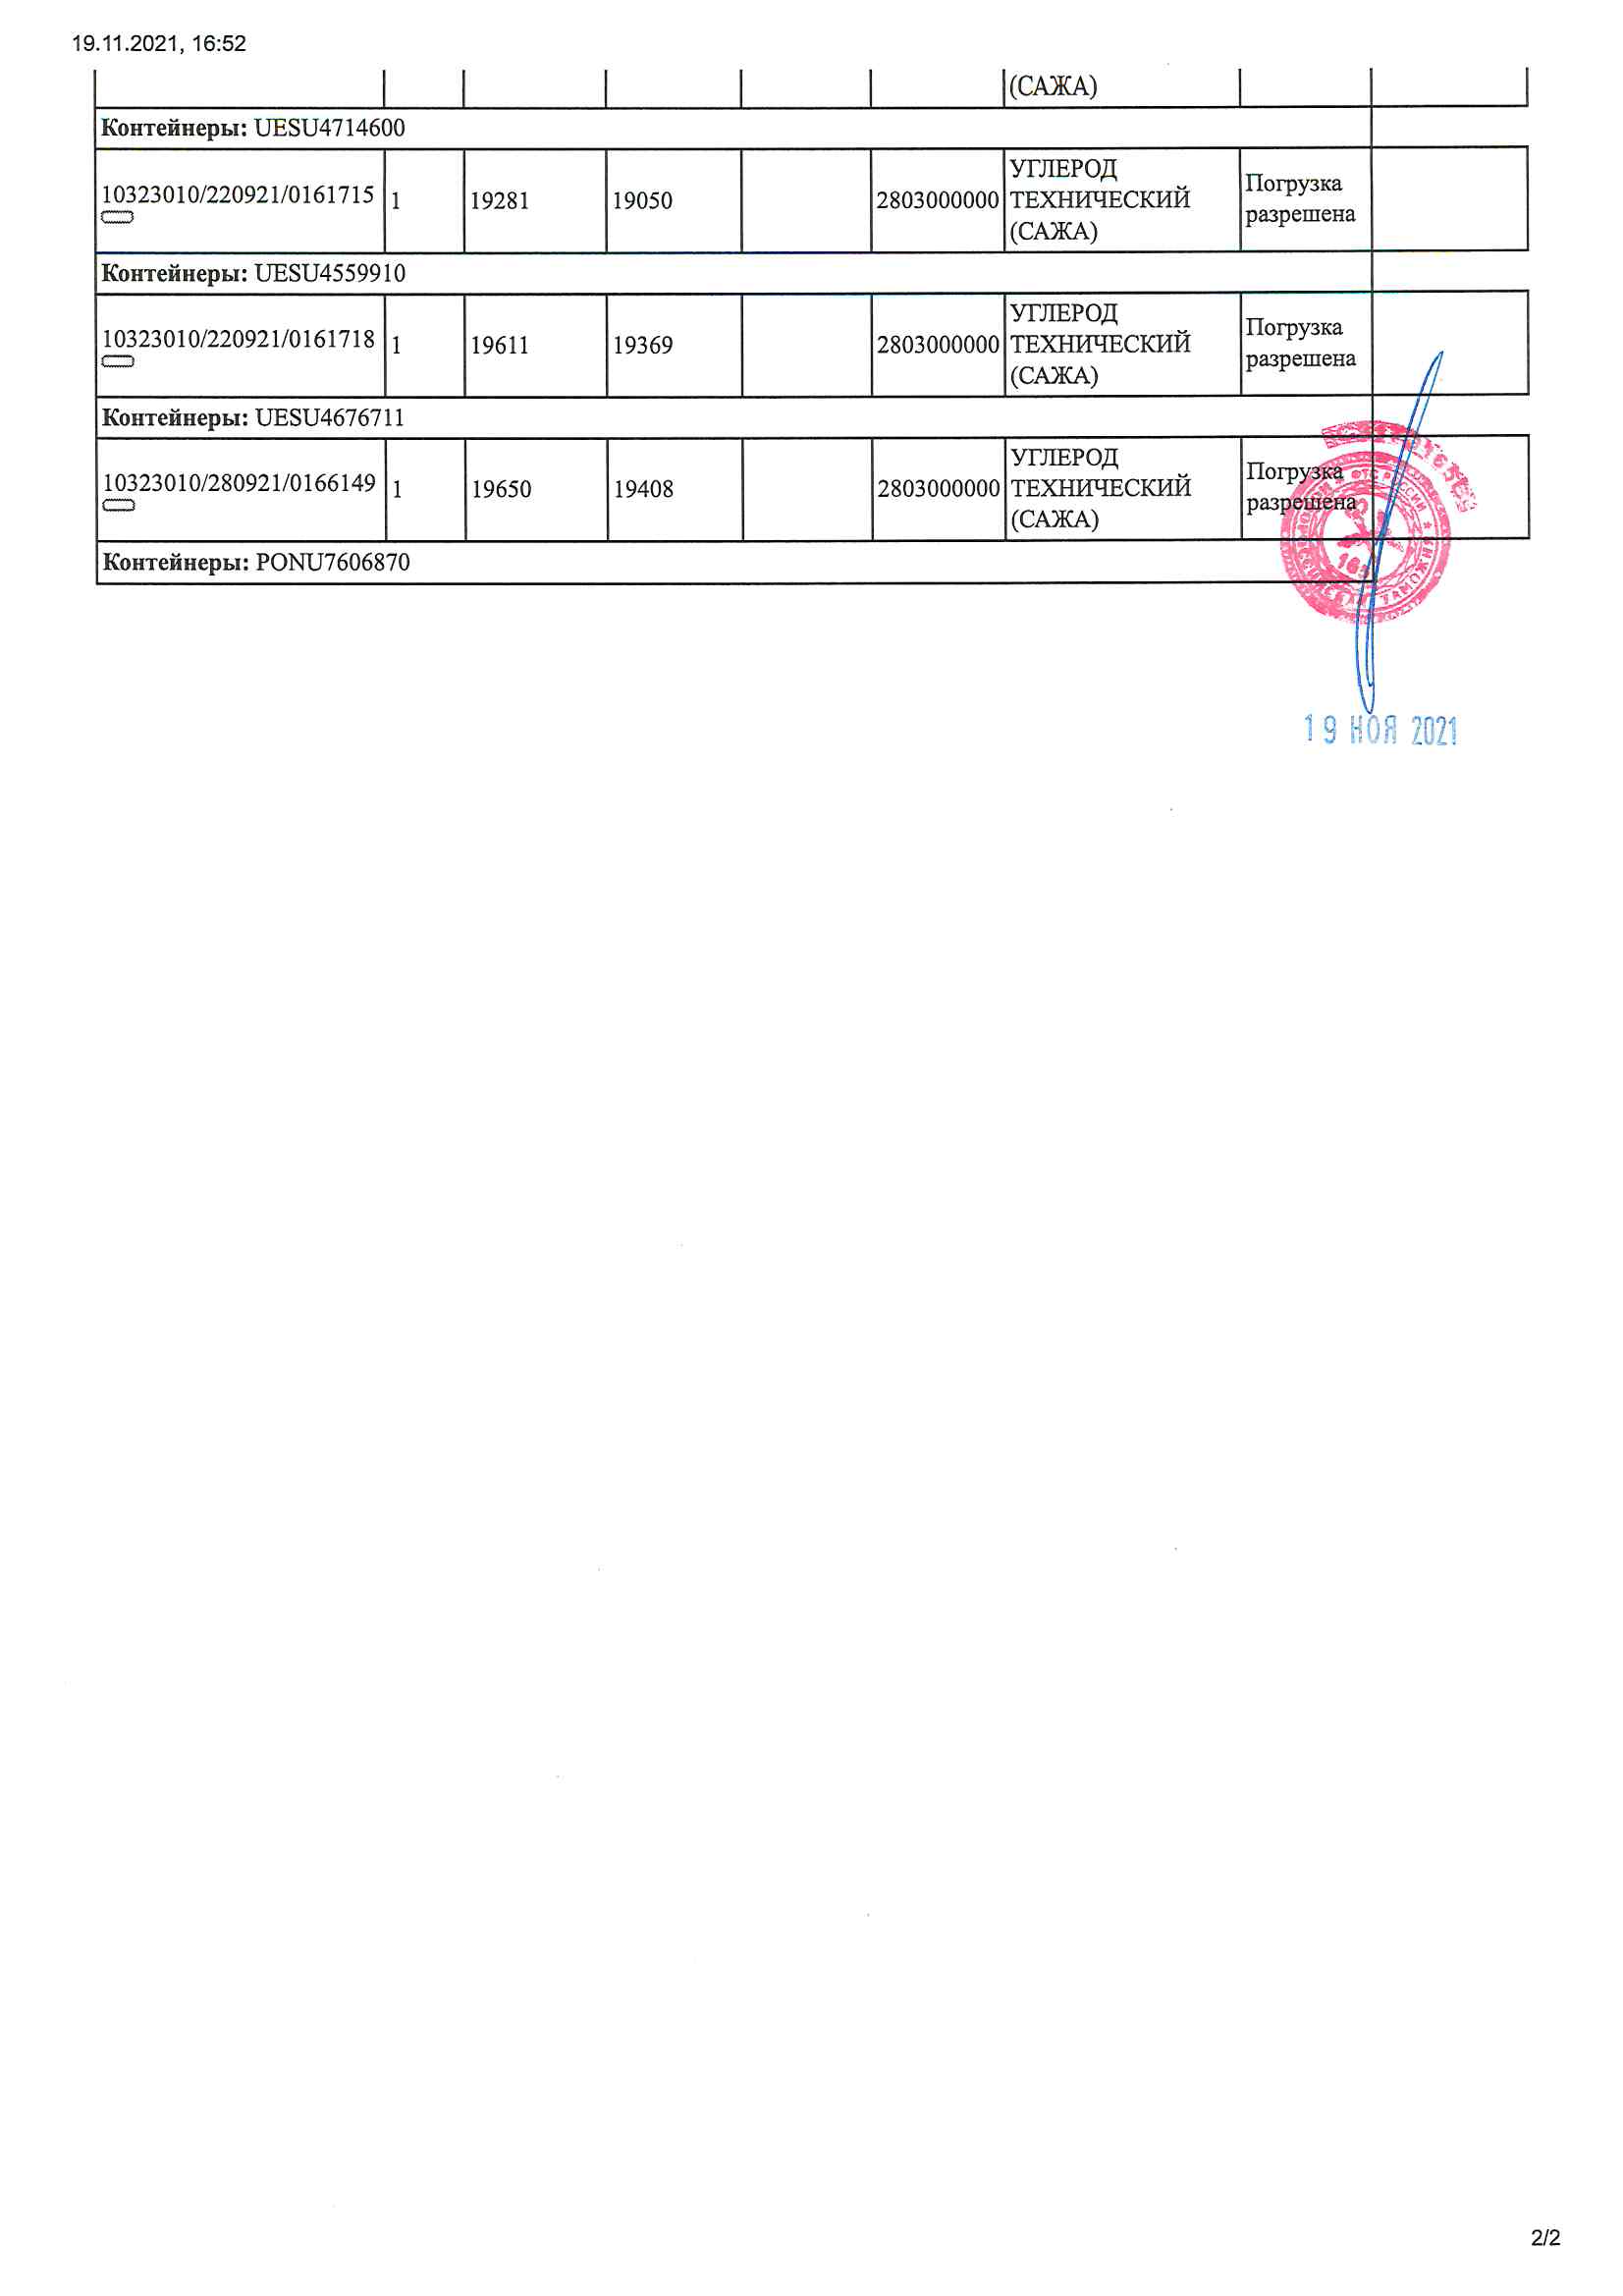 19.11.2021, 16:52
(САЖА)
Контейнеры: UESU4714600
10323010/220921/0161715 1 19281 19050 2803000000 УГЛЕРОД ТЕХНИЧЕСКИЙ (САЖА) Погрузка разрешена
Контейнеры: UESU4559910
10323010/220921/0161718 1 19611 19369 2803000000 УГЛЕРОД ТЕХНИЧЕСКИЙ (САЖА) Погрузка разрешена
Контейнеры: UESU4676711
10323010/280921/0166149 1 19650 19408 2803000000 УГЛЕРОД ТЕХНИЧЕСКИЙ (САЖА) Погрузка разрешена
Контейнеры: PONU7606870
19 НОЯ 2021
2/2